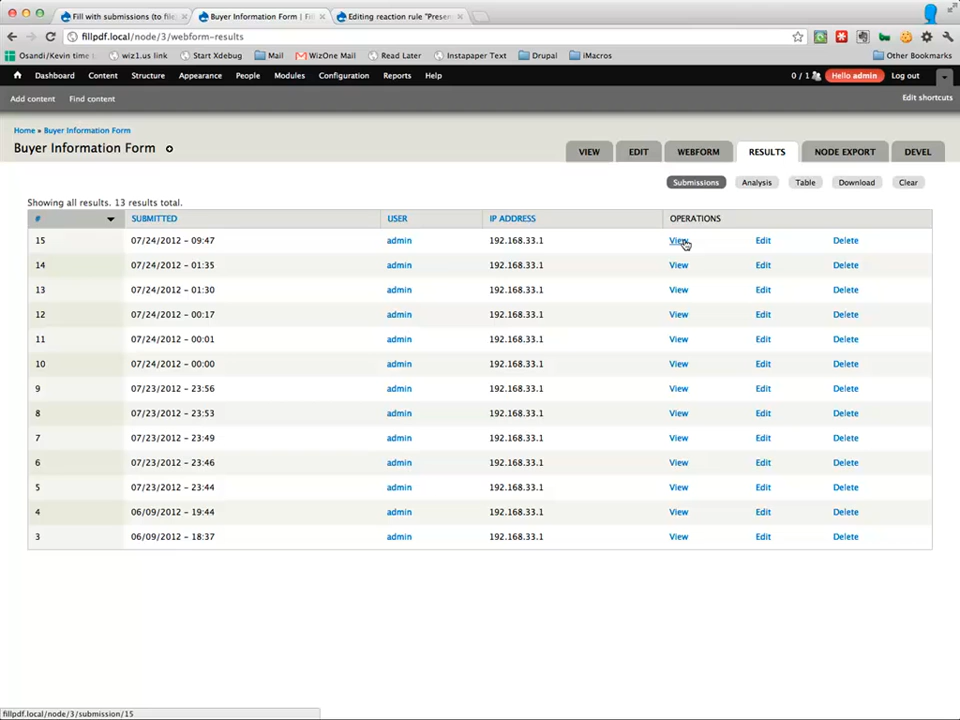 Fill with submissions (to file
Buyer Information Form | Fil
Editing reaction rule "Presen
fillpdf.local/node/3/webform-results
Osandi/Kevin time t
wiz1.us link
Start Xdebug
Mail
WizOne Mail
Read Later
Instapaper Text
Drupal
iMacros
Other Bookmarks
Dashboard Content Structure Appearance People Modules Configuration Reports Help
0 / 1 Hello admin Log out
Add content Find content
Edit shortcuts
Home » Buyer Information Form
Buyer Information Form
VIEW EDIT WEBFORM RESULTS NODE EXPORT DEVEL
Submissions Analysis Table Download Clear
Showing all results. 13 results total.
# SUBMITTED USER IP ADDRESS OPERATIONS
15 07/24/2012 - 09:47 admin 192.168.33.1 View Edit Delete
14 07/24/2012 - 01:35 admin 192.168.33.1 View Edit Delete
13 07/24/2012 - 01:30 admin 192.168.33.1 View Edit Delete
12 07/24/2012 - 00:17 admin 192.168.33.1 View Edit Delete
11 07/24/2012 - 00:01 admin 192.168.33.1 View Edit Delete
10 07/24/2012 - 00:00 admin 192.168.33.1 View Edit Delete
9 07/23/2012 - 23:56 admin 192.168.33.1 View Edit Delete
8 07/23/2012 - 23:53 admin 192.168.33.1 View Edit Delete
7 07/23/2012 - 23:49 admin 192.168.33.1 View Edit Delete
6 07/23/2012 - 23:46 admin 192.168.33.1 View Edit Delete
5 07/23/2012 - 23:44 admin 192.168.33.1 View Edit Delete
4 06/09/2012 - 19:44 admin 192.168.33.1 View Edit Delete
3 06/09/2012 - 18:37 admin 192.168.33.1 View Edit Delete
fillpdf.local/node/3/submission/15